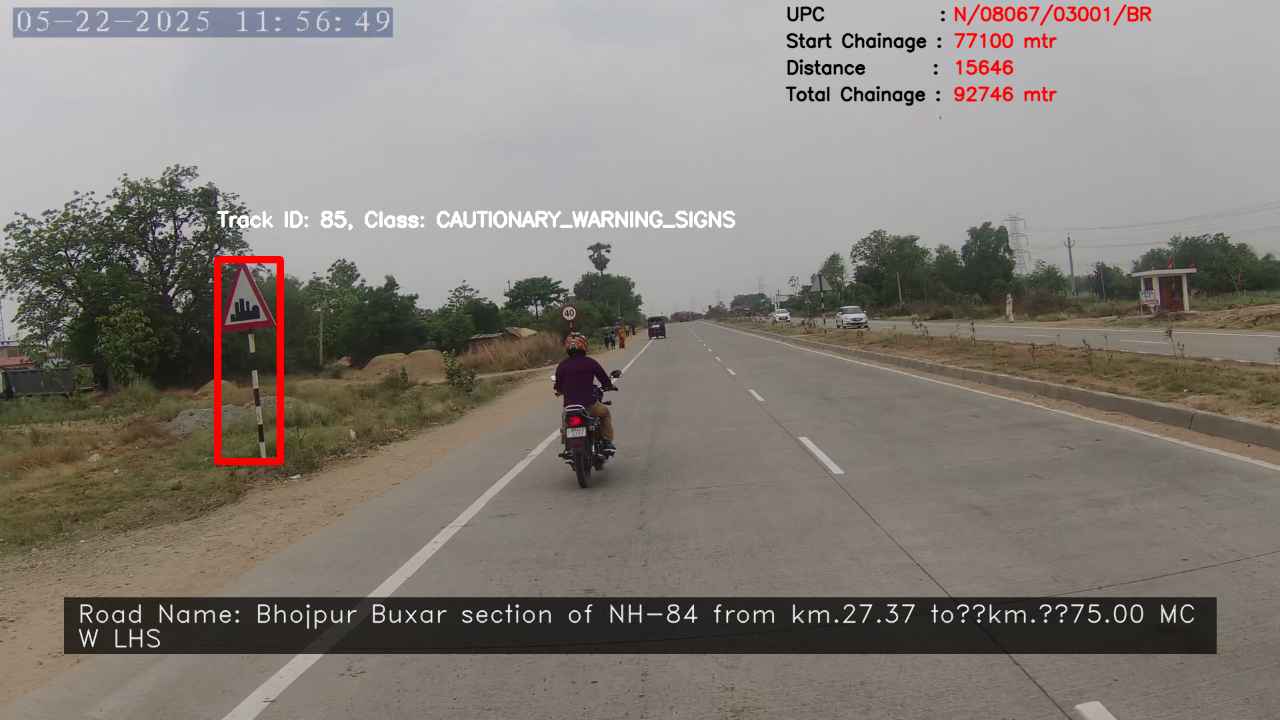 05-22-2025 11:56:49
UPC : N/08067/03001/BR
Start Chainage : 77100 mtr
Distance : 15646
Total Chainage : 92746 mtr
Track ID: 85, Class: CAUTIONARY_WARNING_SIGNS
40
Road Name: Bhojpur Buxar section of NH-84 from km.27.37 to??km.??75.00 MC
W LHS